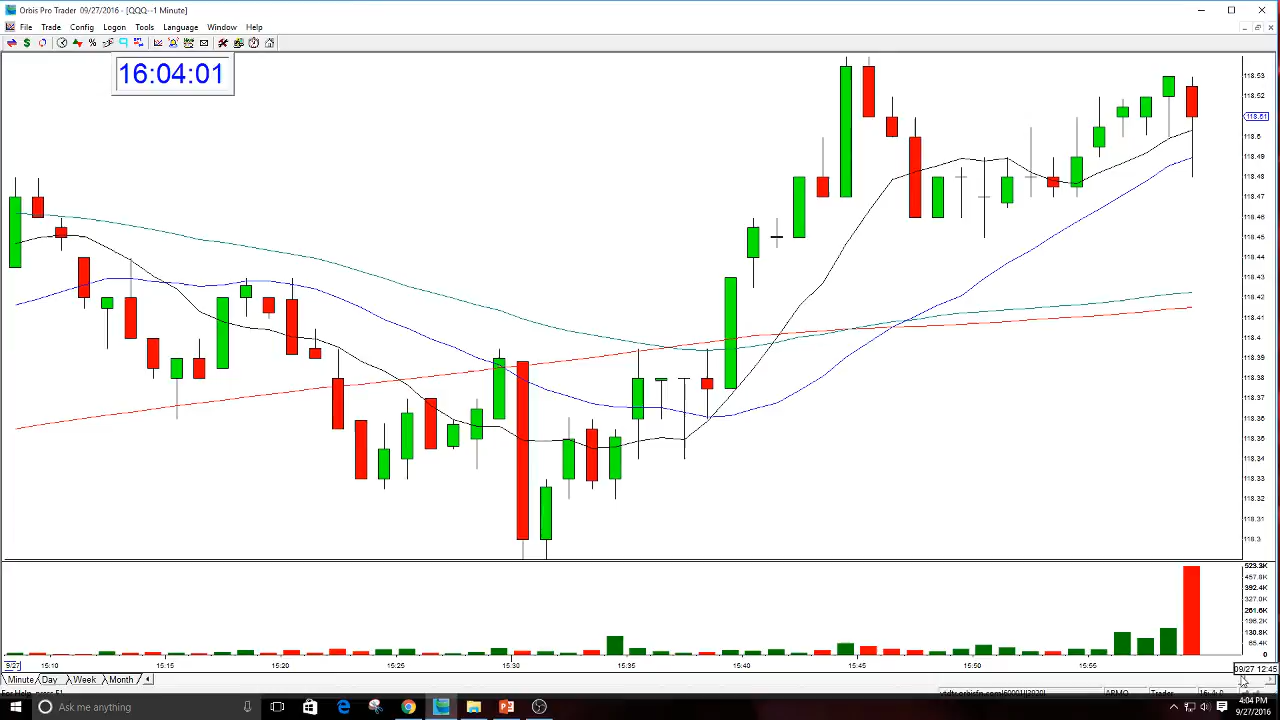 Orbis Pro Trader 09/27/2016 - [QQQ--1 Minute]
File Trade Config Logon Tools Language Window Help
16:04:01
118.53
118.52
118.51
118.5
118.49
118.48
118.47
118.46
118.45
118.44
118.43
118.42
118.41
118.4
118.39
118.38
118.37
118.36
118.34
118.33
118.32
118.31
118.3
523.3K
457.8K
392.4K
327.0K
261.6K
196.2K
130.8K
65.4K
0
9/27 15:10 15:15 15:20 15:25 15:30 15:35 15:40 15:45 15:50 15:55 09/27 12:45
Minute Day Week Month
ARMO Trader
Ask me anything
4:04 PM
9/27/2016